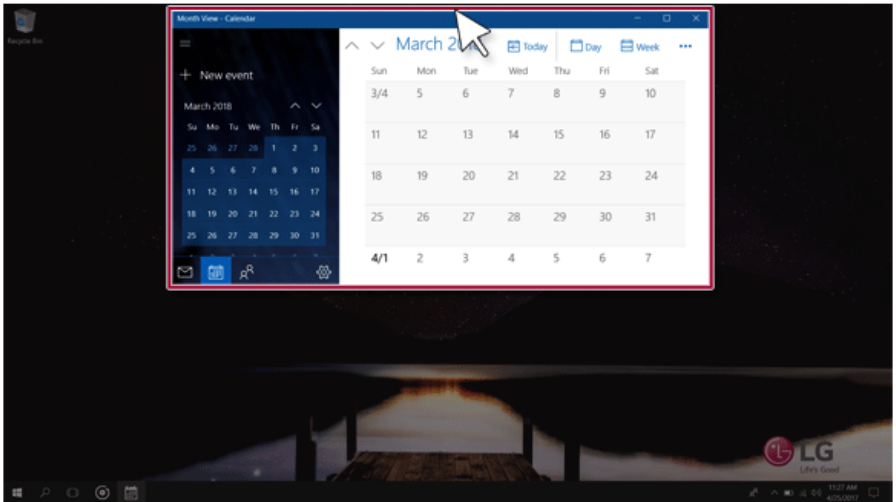 Month View - Calendar
Recycle Bin
March 2018
Today
Day
Week
New event
Sun Mon Tue Wed Thu Fri Sat
3/4 5 6 7 8 9 10
11 12 13 14 15 16 17
18 19 20 21 22 23 24
25 26 27 28 29 30 31
4/1 2 3 4 5 6 7
March 2018
Su Mo Tu We Th Fr Sa
25 26 27 28 1 2 3
4 5 6 7 8 9 10
11 12 13 14 15 16 17
18 19 20 21 22 23 24
25 26 27 28 29 30 31
LG
Life's Good
11:27 AM
4/25/2017